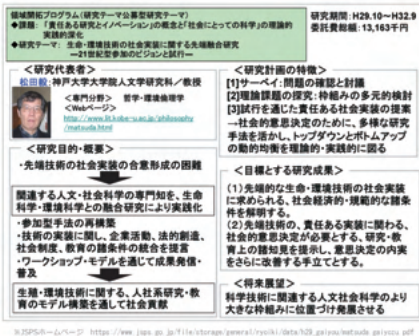 領域開拓プログラム（研究テーマ公募型研究テーマ）
◆課題：「責任ある研究とイノベーション」の概念と「社会にとっての科学」の理論的
実践的深化
◆研究テーマ：生命・環境技術の社会実装に関する先端融合研究
―21世紀型参加のビジョンと試行―
研究期間：H29.10～H32.9
委託費総額：13,163千円
＜研究代表者＞
松田毅：神戸大学大学院人文学研究科／教授
＜専門分野＞ 哲学・環境倫理学
＜Webページ＞
http://www.lit.kobe-u.ac.jp/philosophy
/matsuda.html
＜研究目的・概要＞
・先端技術の社会実装の合意形成の困難
関連する人文・社会科学の専門知を、生命
科学・環境科学との融合研究により実践化
・参加型手法の再構築
・技術の実装に関し、企業活動、法的創造、
社会制度、教育の諸条件の統合を提言
・ワークショップ・モデルを通じて成果発信・
普及
生殖・環境技術に関する、人社系研究・教
育のモデル構築を通して社会貢献
＜研究計画の特徴＞
[1]サーベイ：問題の確認と討議
[2]理論課題の探究：枠組みの多元的検討
[3]試行を通じた責任ある社会実装の提案
→社会的意思決定のために、多様な研究
手法を活かし、トップダウンとボトムアップ
の動的均衡を理論的・実践的に図る
＜目標とする研究成果＞
（1）先端的な生命・環境技術の社会実装
に求められる、社会経済的・規範的な諸条
件を解明する。
（2）先端技術の、責任ある実装に関わる、
社会的意思決定が必要とする、研究・教
育上の諸知見を提示し、意思決定の内実
をさらに改善する手立てとする。
＜将来展望＞
科学技術に関連する人文社会科学のより
大きな枠組みに位置づけ発展させる
※JSPSホームページ https://www.jsps.go.jp/file/storage/general/ryoiki/data/h29_gaiyou/matsuda_gaiyozu.pdf